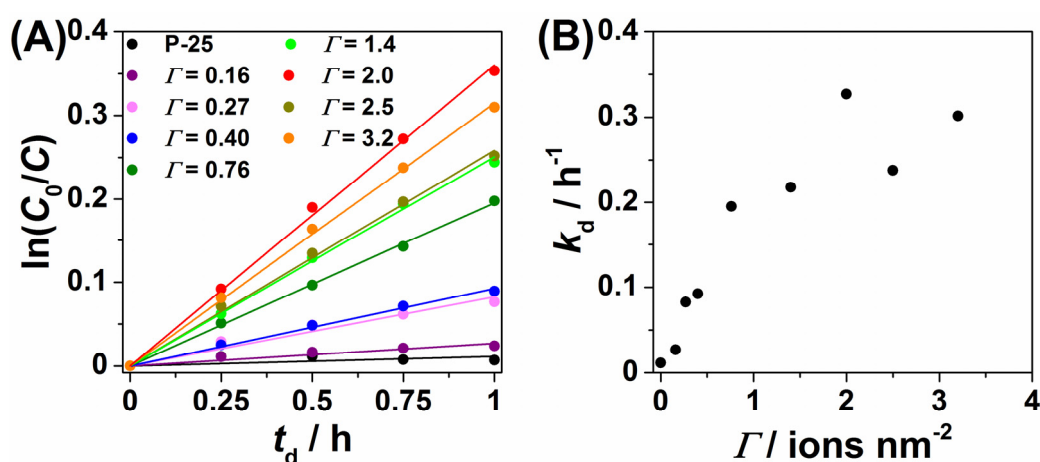 (A)
ln(C₀/C)
0.4
0.3
0.2
0.1
0
P-25
Γ = 0.16
Γ = 0.27
Γ = 0.40
Γ = 0.76
Γ = 1.4
Γ = 2.0
Γ = 2.5
Γ = 3.2
0 0.25 0.5 0.75 1
t_d / h
(B)
k_d / h⁻¹
0.4
0.3
0.2
0.1
0
0 1 2 3 4
Γ / ions nm⁻²